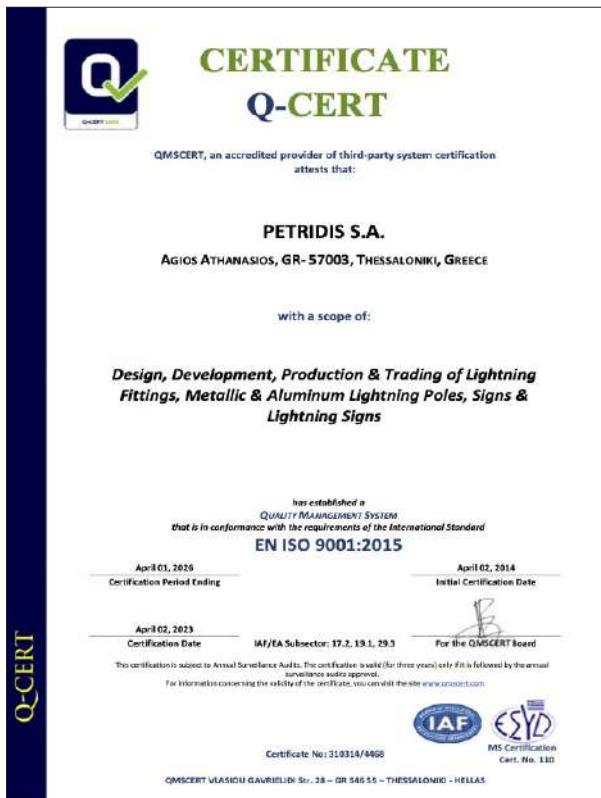 CERTIFICATE
Q-CERT
QMSCERT, an accredited provider of third-party system certification
attests that:
PETRIDIS S.A.
AGIOS ATHANASIOS, GR- 57003, THESSALONIKI, GREECE
with a scope of:
Design, Development, Production & Trading of Lightning
Fittings, Metallic & Aluminum Lightning Poles, Signs &
Lightning Signs
has established a
QUALITY MANAGEMENT SYSTEM
that is in conformance with the requirements of the International Standard
EN ISO 9001:2015
April 01, 2026
Certification Period Ending
April 02, 2014
Initial Certification Date
April 02, 2023
Certification Date
IAF/EA Subsector: 17.2, 19.1, 29.3
For the QMSCERT Board
This certification is subject to Annual Surveillance Audits. The certification is valid (for three years) only if it is followed by the annual
surveillance audits approval.
For information concerning the validity of the certificate, you can visit the site www.qmscert.com
Q-CERT
IAF
ESYD
MS Certification
Cert. No. 110
Certificate No: 310314/4468
QMSCERT VLASIOU GAVRIELIDI Str. 28 – GR 546 55 – THESSALONIKI - HELLAS